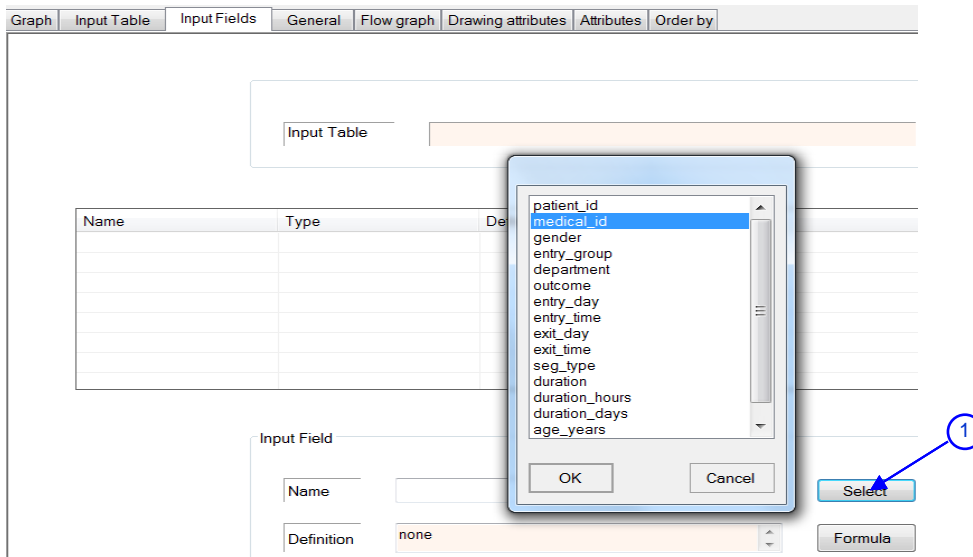 Graph Input Table Input Fields General Flow graph Drawing attributes Attributes Order by
Input Table
Name Type De
patient_id
medical_id
gender
entry_group
department
outcome
entry_day
entry_time
exit_day
exit_time
seg_type
duration
duration_hours
duration_days
age_years
OK Cancel
Input Field
Name Select
1
Definition none Formula